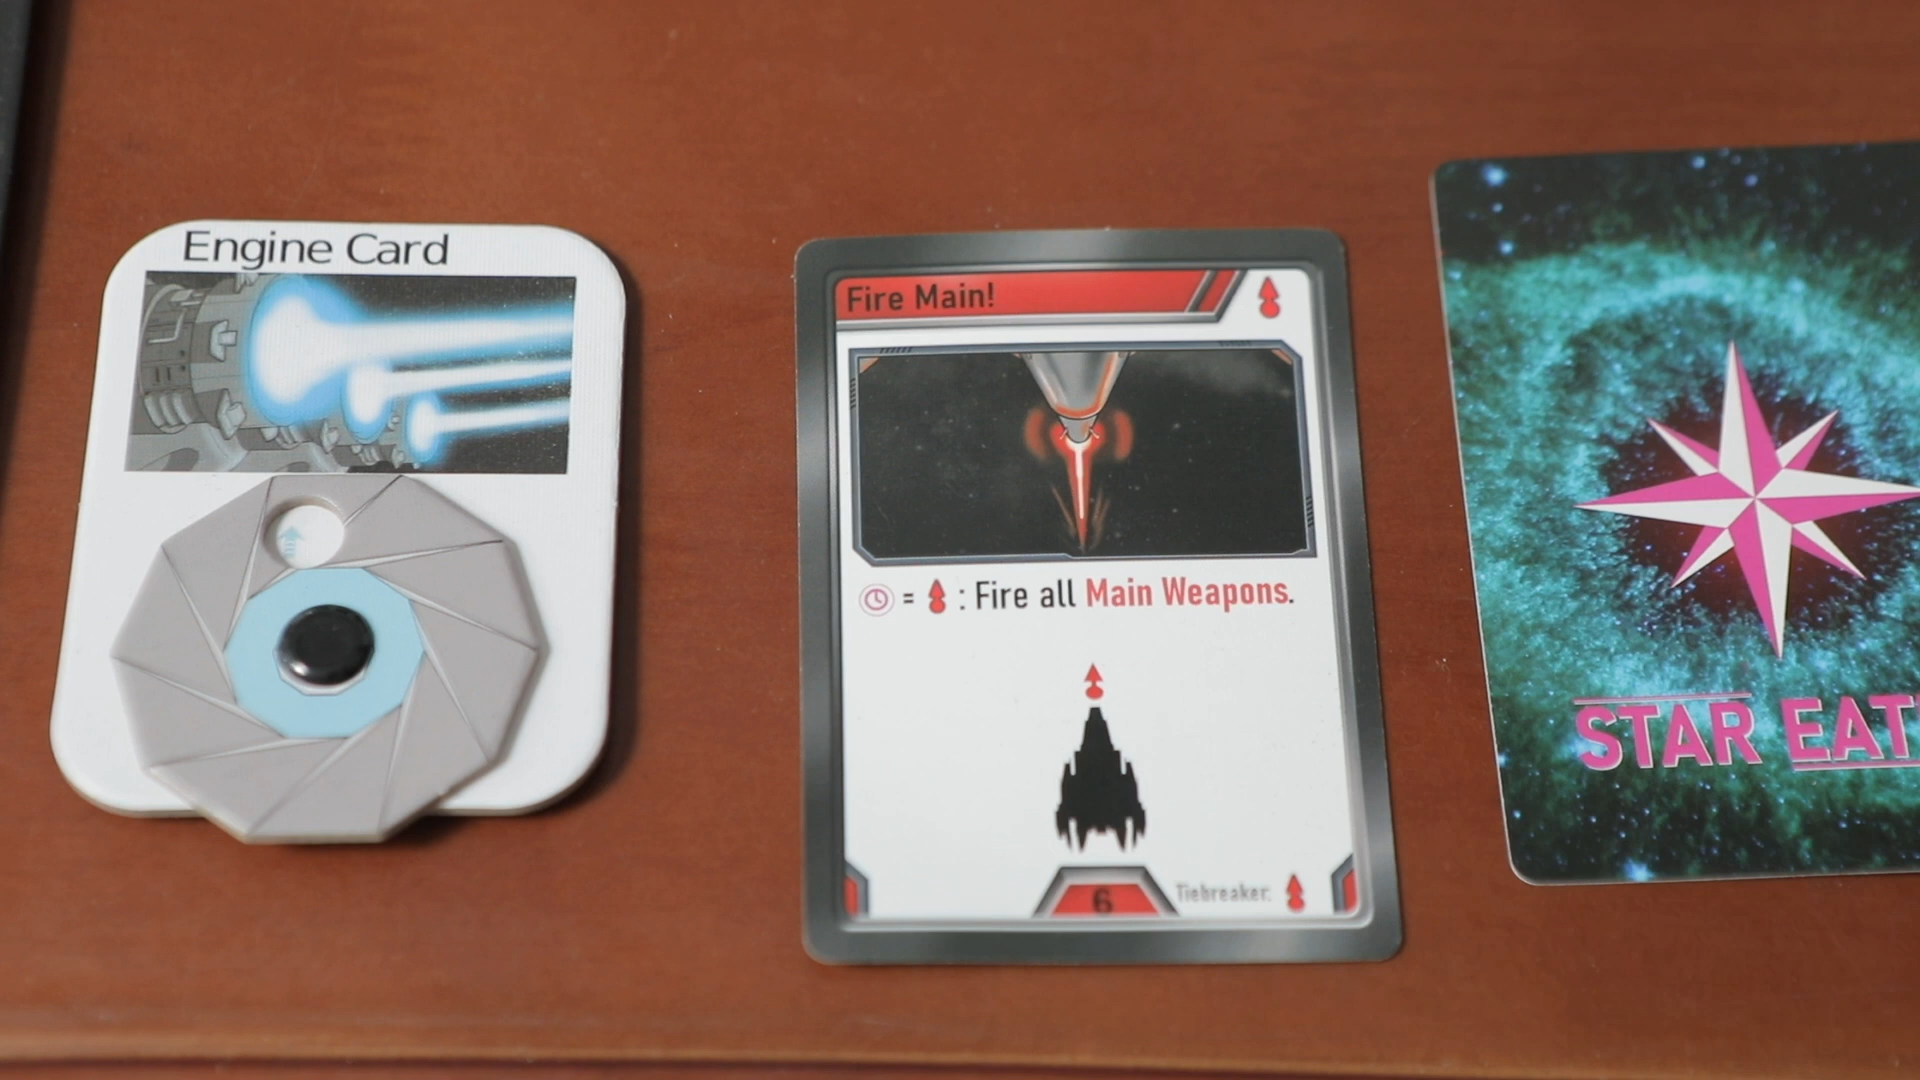 Engine Card
Fire Main!
= : Fire all Main Weapons.
6
Tiebreaker:
STAR EAT